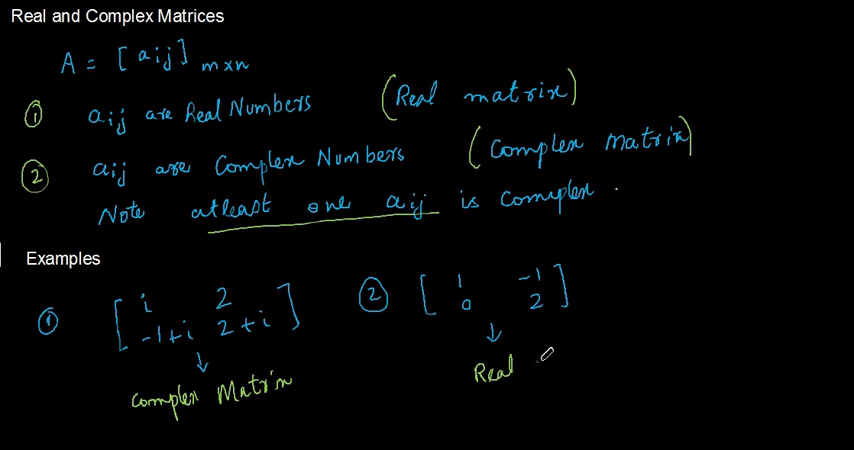 Real and Complex Matrices
A = [aij] mxn
① aij are Real Numbers (Real matrix)
② aij are Complex Numbers (Complex Matrix)
Note atleast one aij is Complex.
Examples
① [ i 2 ② [ 1 -1 ]
-1+i 2+i ] 0 2
↓ ↓
Complex Matrix Real